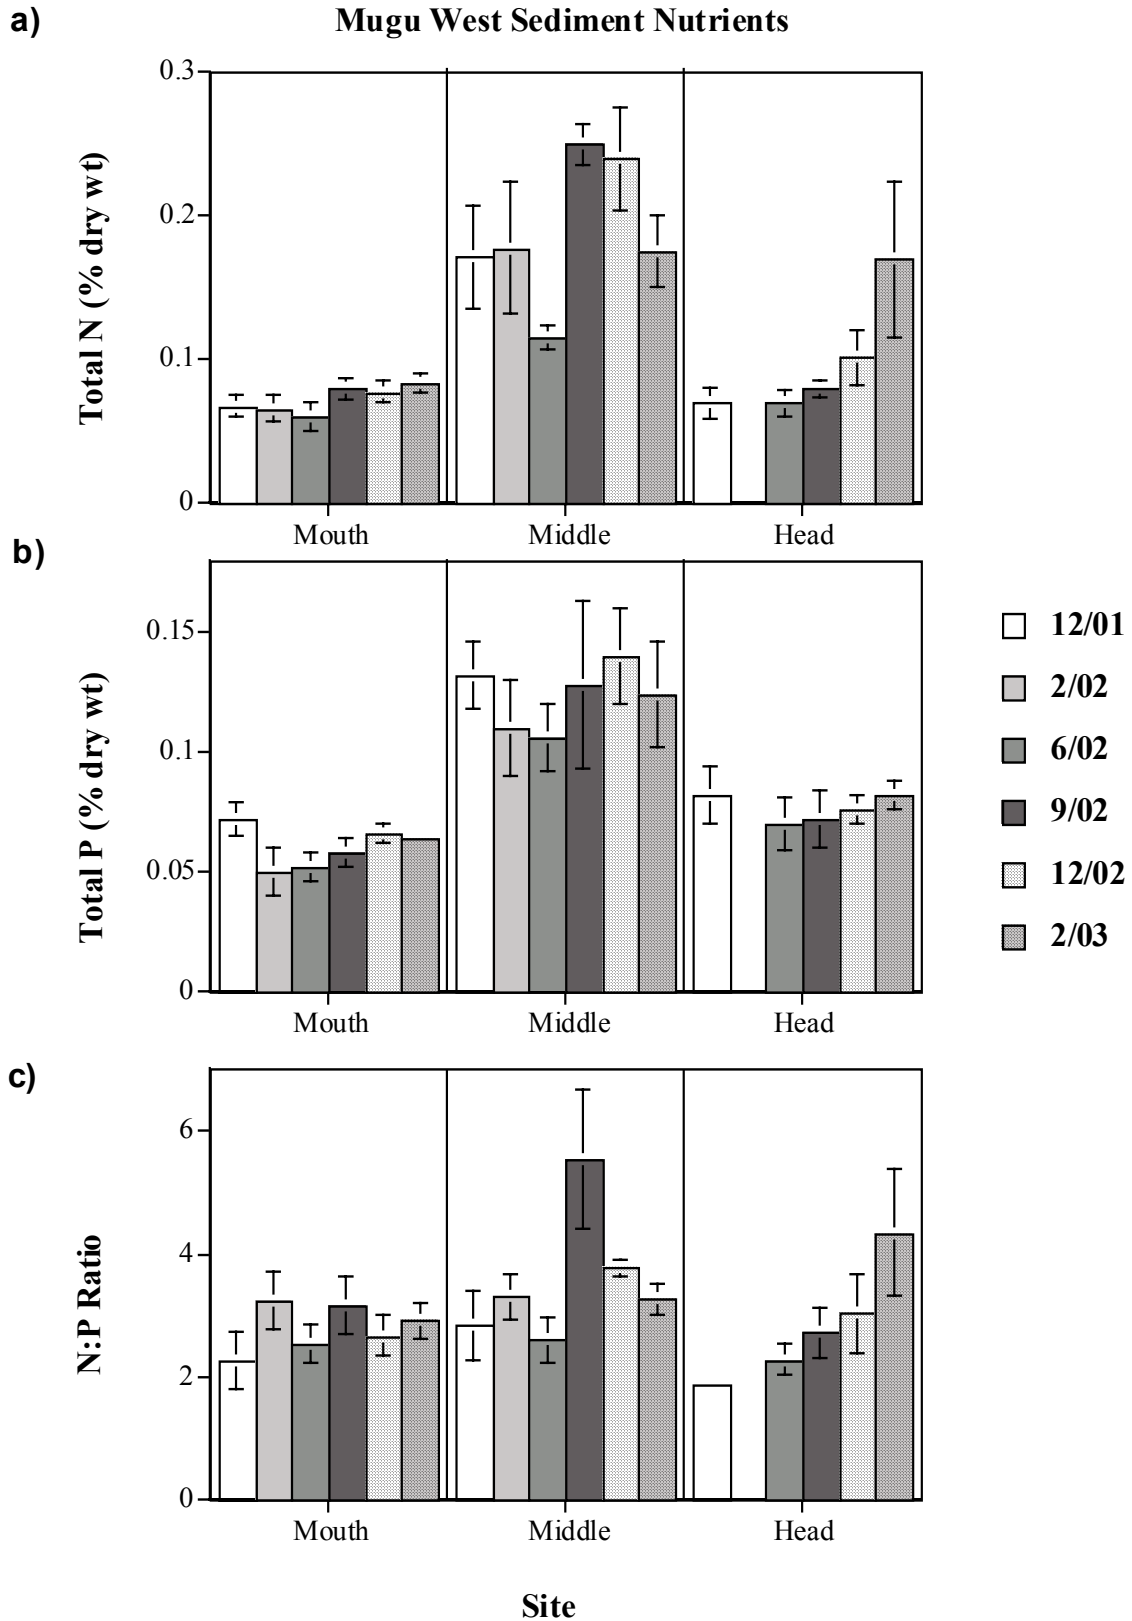 a)
Mugu West Sediment Nutrients
Total N (% dry wt)
0.3
0.2
0.1
0
Mouth Middle Head
b)
Total P (% dry wt)
0.15
0.1
0.05
0
Mouth Middle Head
12/01
2/02
6/02
9/02
12/02
2/03
c)
N:P Ratio
6
4
2
0
Mouth Middle Head
Site